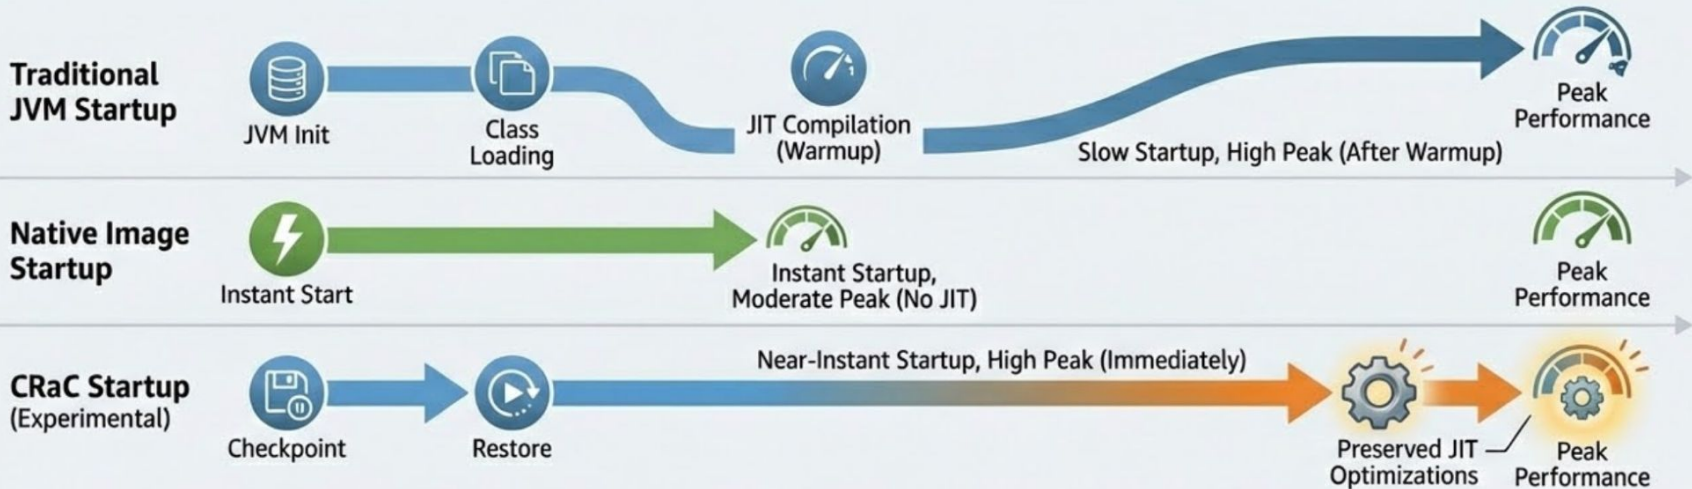 Traditional
JVM Startup
JVM Init
Class
Loading
JIT Compilation
(Warmup)
Slow Startup, High Peak (After Warmup)
Peak
Performance
Native Image
Startup
Instant Start
Instant Startup,
Moderate Peak (No JIT)
Peak
Performance
CRaC Startup
(Experimental)
Checkpoint
Restore
Near-Instant Startup, High Peak (Immediately)
Preserved JIT
Optimizations
Peak
Performance